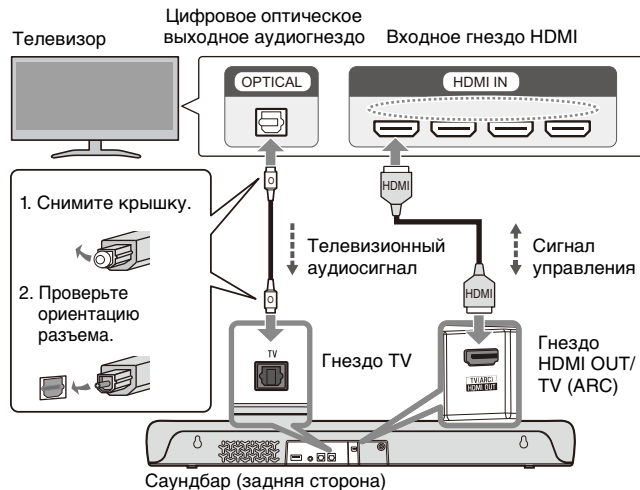 Телевизор
Цифровое оптическое
выходное аудиогнездо
Входное гнездо HDMI
OPTICAL
HDMI IN
HDMI
1. Снимите крышку.
2. Проверьте
ориентацию
разъема.
Телевизионный
аудиосигнал
Сигнал
управления
HDMI
TV
Гнездо TV
TV(ARC)
HDMI OUT
Гнездо
HDMI OUT/
TV (ARC)
Саундбар (задняя сторона)